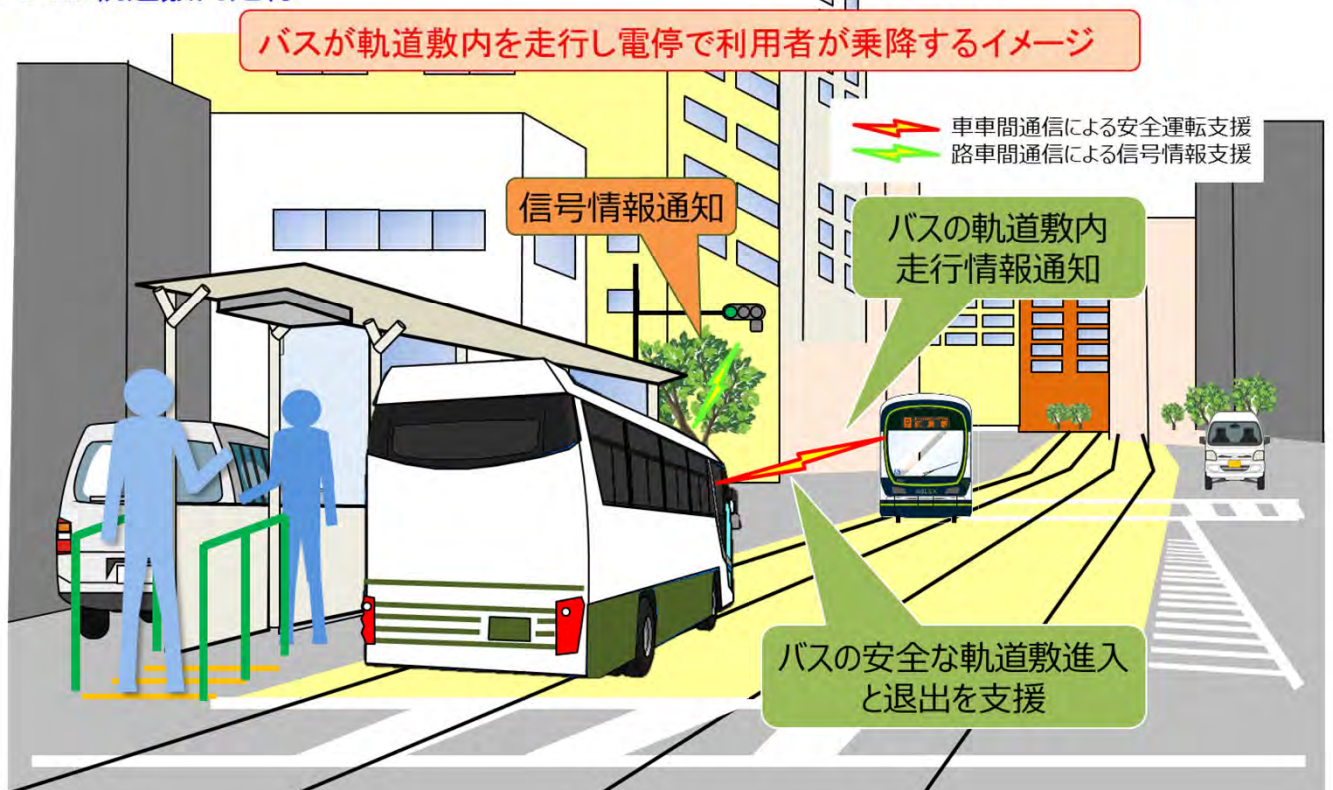 バスが軌道敷内を走行し電停で利用者が乗降するイメージ
車車間通信による安全運転支援
路車間通信による信号情報支援
信号情報通知
バスの軌道敷内
走行情報通知
バスの安全な軌道敷進入
と退出を支援